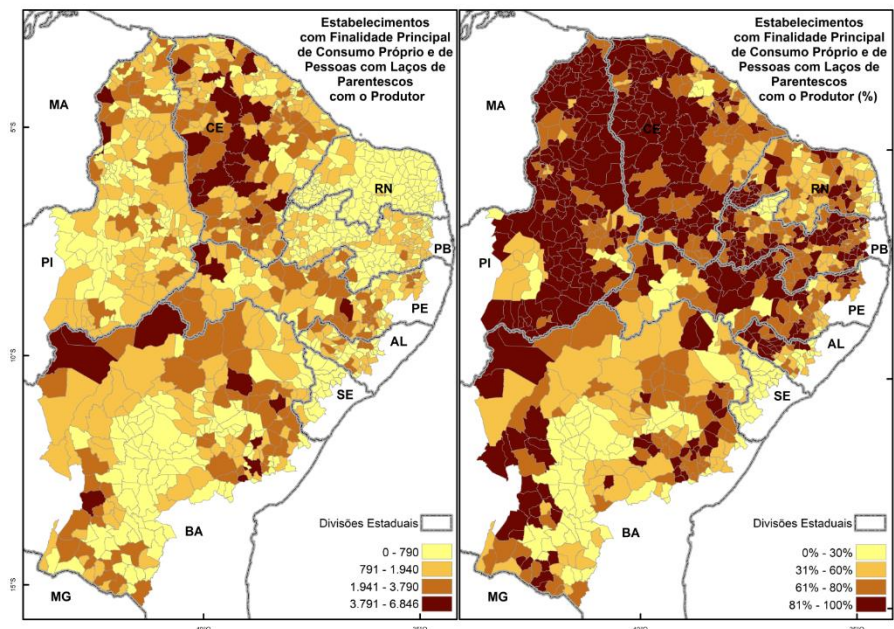 Estabelecimentos
com Finalidade Principal
de Consumo Próprio e de
Pessoas com Laços de
Parentescos
com o Produtor
MA
5°S
CE
RN
PB
PI
PE
AL
10°S
SE
BA
Divisões Estaduais
0 - 790
791 - 1.940
1.941 - 3.790
3.791 - 6.846
15°S
MG
Estabelecimentos
com Finalidade Principal
de Consumo Próprio e de
Pessoas com Laços de
Parentescos
com o Produtor (%)
MA
CE
RN
PB
PI
PE
AL
SE
BA
Divisões Estaduais
0% - 30%
31% - 60%
61% - 80%
81% - 100%
MG